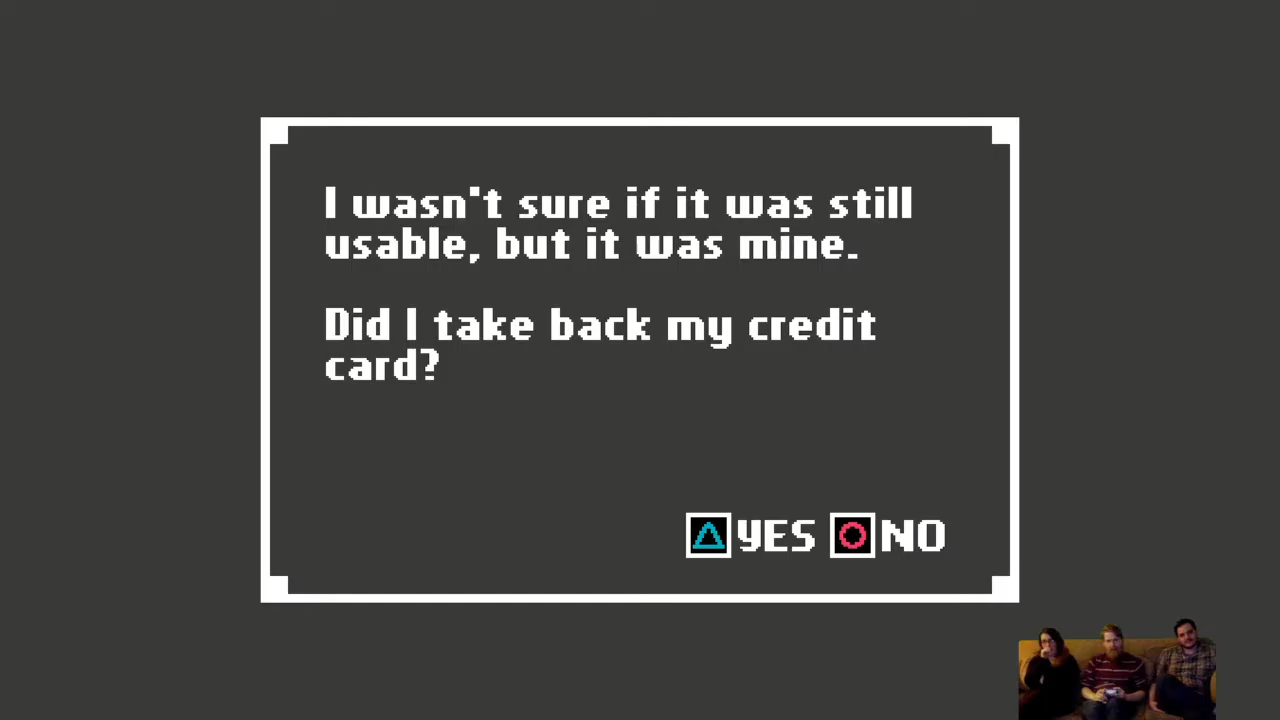 I wasn't sure if it was still
usable, but it was mine.
Did I take back my credit
card?
YES NO